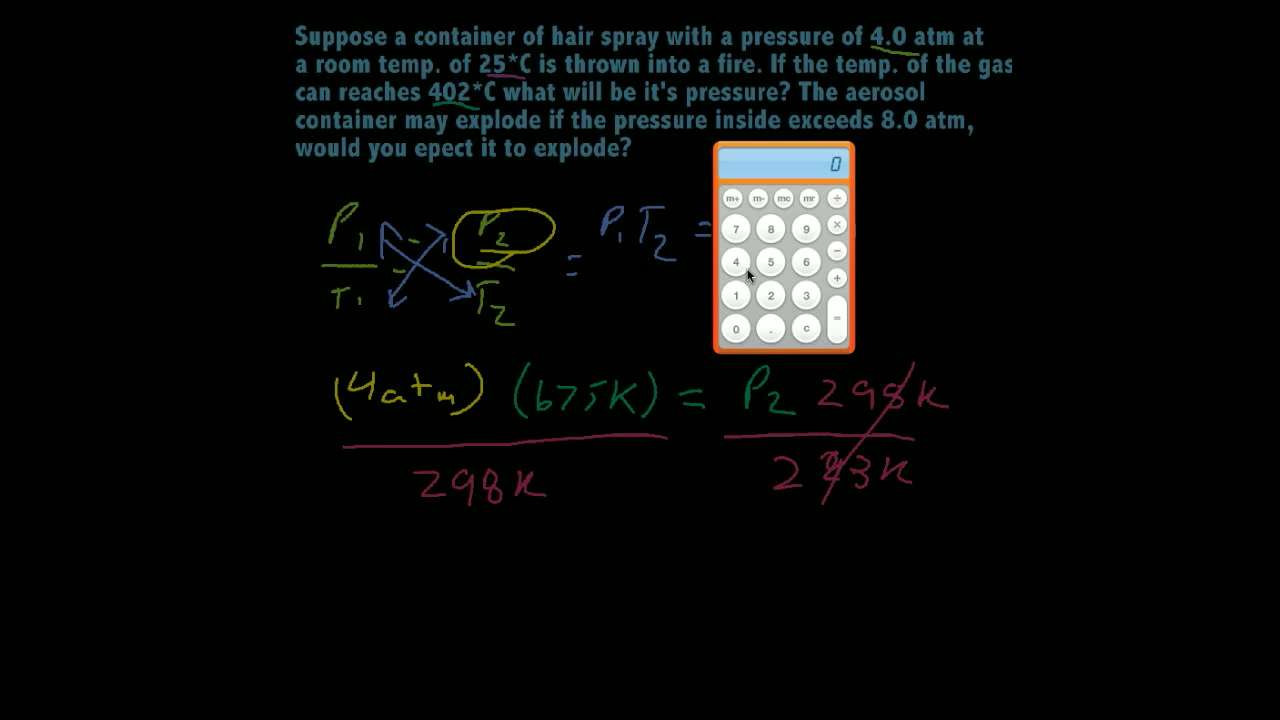 Suppose a container of hair spray with a pressure of 4.0 atm at
a room temp. of 25*C is thrown into a fire. If the temp. of the gas
can reaches 402*C what will be it's pressure? The aerosol
container may explode if the pressure inside exceeds 8.0 atm,
would you epect it to explode?
0
m+ m- mc mr ÷
7 8 9 ×
4 5 6 −
1 2 3 +
0 . c =
P1 = P2 = P1T2 =
T1 T2
(4atm) (675K) = P2 298K
298K 293K